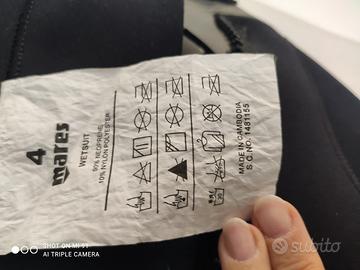 4
mares
WETSUIT
90% NEOPRENE
10% NYLON POLYESTER
MADE IN CAMBODIA
S.C. NO.: 1481155
SHOT ON MI 9T
AI TRIPLE CAMERA
subito